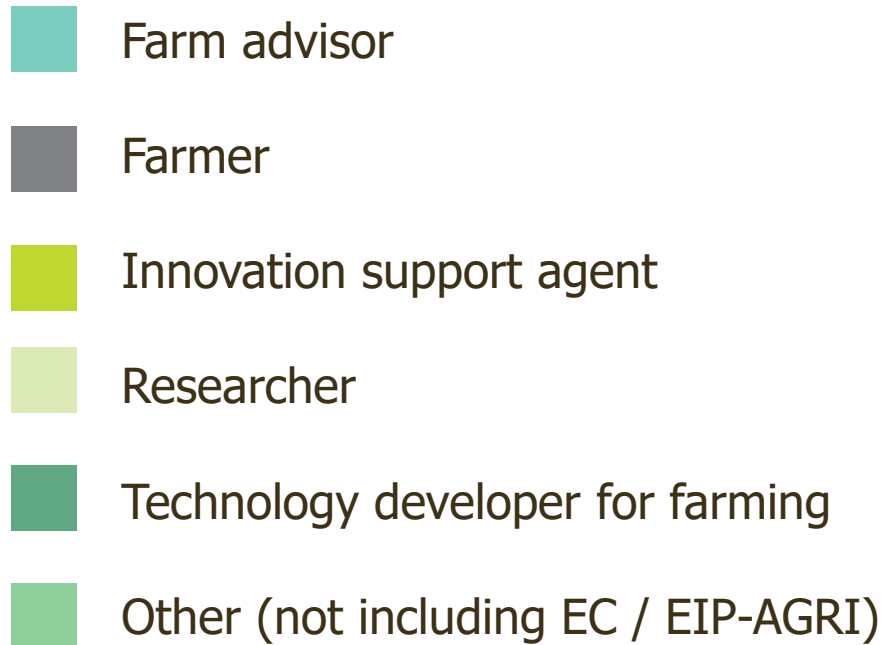 Farm advisor
Farmer
Innovation support agent
Researcher
Technology developer for farming
Other (not including EC / EIP-AGRI)